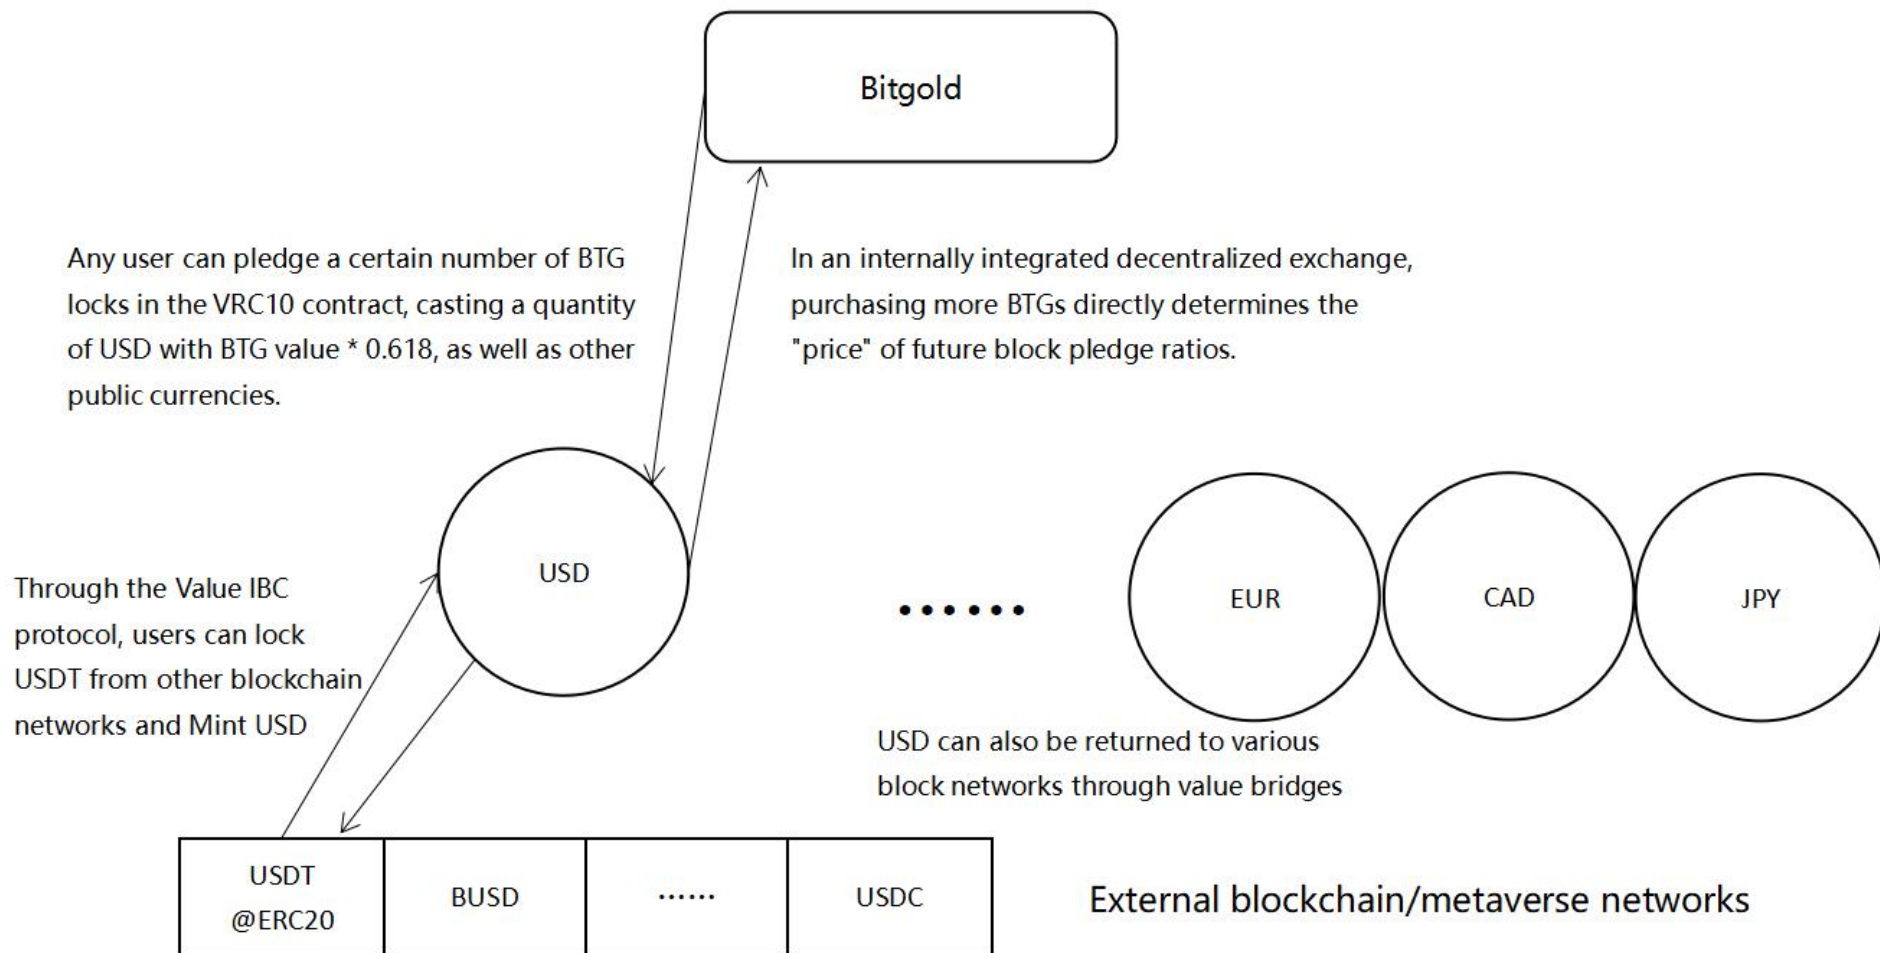 Bitgold
Any user can pledge a certain number of BTG
locks in the VRC10 contract, casting a quantity
of USD with BTG value * 0.618, as well as other
public currencies.
In an internally integrated decentralized exchange,
purchasing more BTGs directly determines the
"price" of future block pledge ratios.
USD
......
EUR
CAD
JPY
Through the Value IBC
protocol, users can lock
USDT from other blockchain
networks and Mint USD
USD can also be returned to various
block networks through value bridges
USDT
@ERC20
BUSD
......
USDC
External blockchain/metaverse networks